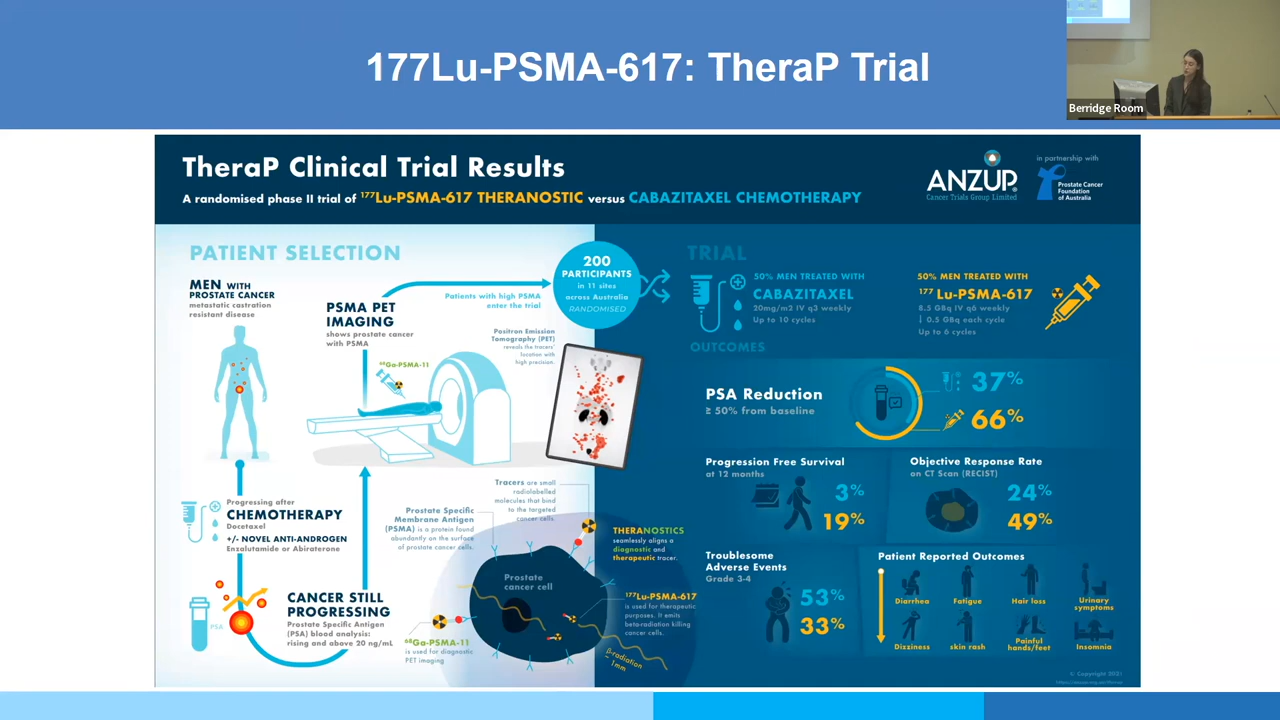 177Lu-PSMA-617: TheraP Trial
Berridge Room
TheraP Clinical Trial Results
A randomised phase II trial of ¹⁷⁷Lu-PSMA-617 THERANOSTIC versus CABAZITAXEL CHEMOTHERAPY
ANZUP
Cancer Trials Group Limited
in partnership with
Prostate Cancer
Foundation
of Australia
PATIENT SELECTION
MEN WITH
PROSTATE CANCER
metastatic castration
resistant disease
PSMA PET
IMAGING
shows prostate cancer
with PSMA
⁶⁸Ga-PSMA-11
Patients with high PSMA
enter the trial
200
PARTICIPANTS
in 11 sites
across Australia
RANDOMISED
Positron Emission
Tomography (PET)
reveals the tracers'
location with
high precision.
Progressing after
CHEMOTHERAPY
Docetaxel
+/- NOVEL ANTI-ANDROGEN
Enzalutamide or Abiraterone
PSA
CANCER STILL
PROGRESSING
Prostate Specific Antigen
(PSA) blood analysis:
rising and above 20 ng/mL
Prostate Specific
Membrane Antigen
(PSMA) is a protein found
abundantly on the surface
of prostate cancer cells.
Tracers are small
radiolabelled
molecules that bind
to the targeted
cancer cells.
Prostate
cancer cell
⁶⁸Ga-PSMA-11
is used for diagnostic
PET imaging
THERANOSTICS
seamlessly aligns a
diagnostic and
therapeutic tracer.
¹⁷⁷Lu-PSMA-617
is used for therapeutic
purposes. It emits
beta-radiation killing
cancer cells.
β-radiation
~ 1mm
TRIAL
50% MEN TREATED WITH
CABAZITAXEL
20mg/m2 IV q3 weekly
Up to 10 cycles
50% MEN TREATED WITH
¹⁷⁷ Lu-PSMA-617
8.5 GBq IV q6 weekly
↓ 0.5 GBq each cycle
Up to 6 cycles
OUTCOMES
PSA Reduction
≥ 50% from baseline
37%
66%
Progression Free Survival
at 12 months
3%
19%
Objective Response Rate
on CT Scan (RECIST)
24%
49%
Troublesome
Adverse Events
Grade 3-4
53%
33%
Patient Reported Outcomes
Diarrhea
Fatigue
Hair loss
Urinary
symptoms
Dizziness
skin rash
Painful
hands/feet
Insomnia